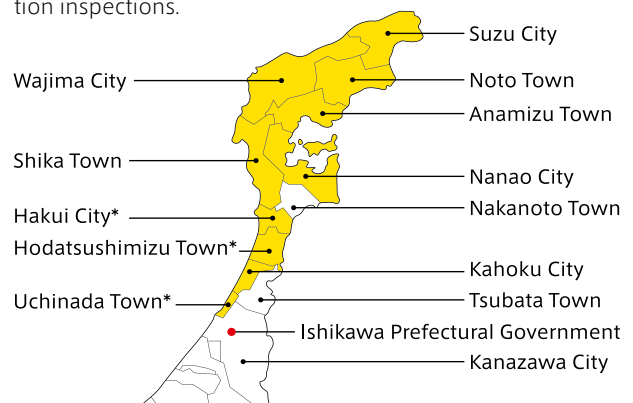 tion inspections.
Suzu City
Wajima City
Noto Town
Anamizu Town
Shika Town
Nanao City
Nakanoto Town
Hakui City*
Hodatsushimizu Town*
Kahoku City
Uchinada Town*
Tsubata Town
Ishikawa Prefectural Government
Kanazawa City